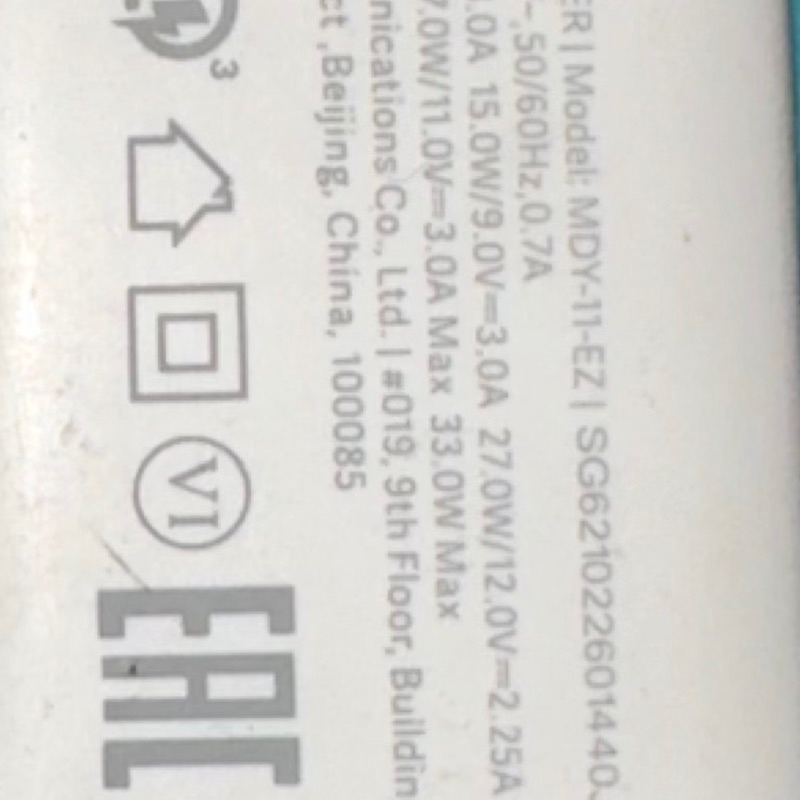 ER | Model: MDY-11-EZ | SG621022601440
~,50/60Hz,0.7A
.0A 15.0W/9.0V⎓3.0A 27.0W/12.0V⎓2.25A
7.0W/11.0V⎓3.0A Max 33.0W Max
nications Co., Ltd. | #019, 9th Floor, Buildin
ct ,Beijing, China, 100085
3
VI
EAC